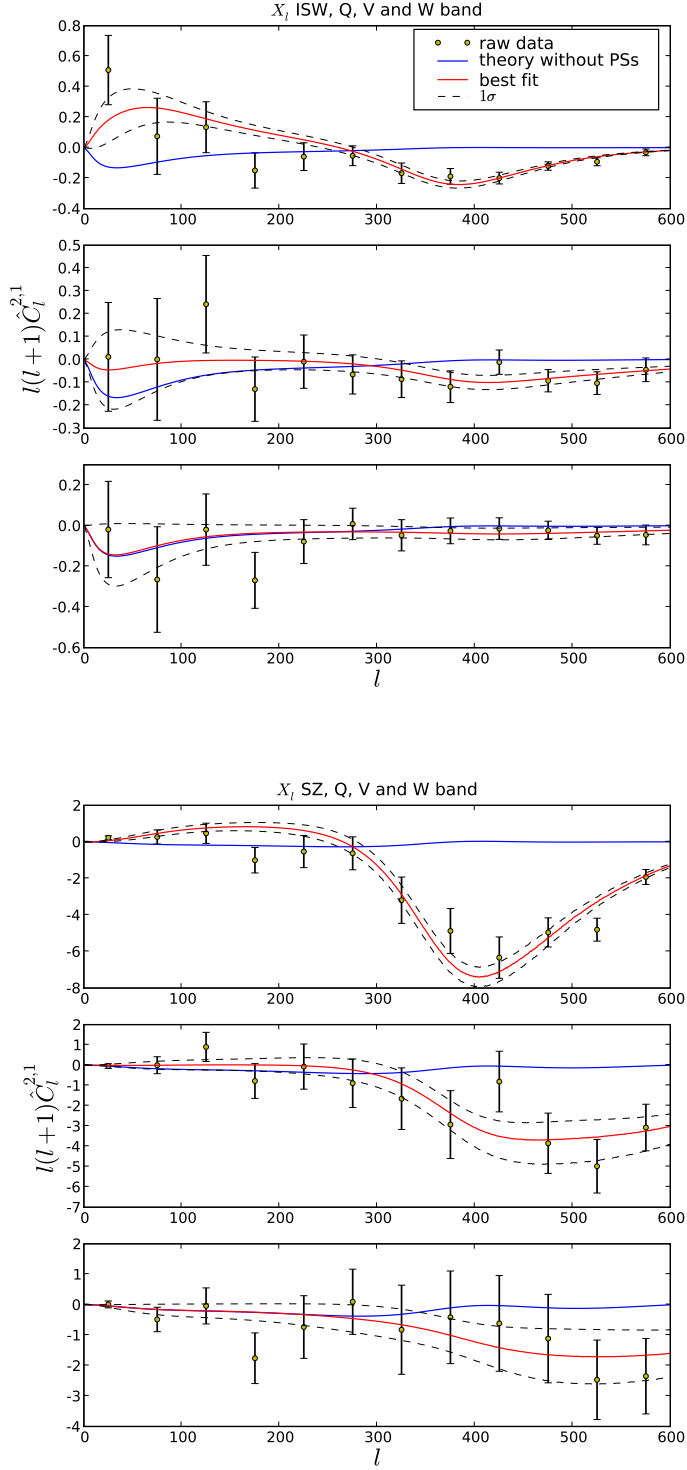 X_l ISW, Q, V and W band
raw data
theory without PSs
best fit
1σ
0.8
0.6
0.4
0.2
0.0
-0.2
-0.4
0 100 200 300 400 500 600
0.5
0.4
0.3
0.2
0.1
0.0
-0.1
-0.2
-0.3
l(l+1)Ĉ_l^{2,1}
0 100 200 300 400 500 600
0.2
0.0
-0.2
-0.4
-0.6
0 100 200 300 400 500 600
l
X_l SZ, Q, V and W band
2
0
-2
-4
-6
-8
0 100 200 300 400 500 600
2
1
0
-1
-2
-3
-4
-5
-6
-7
l(l+1)Ĉ_l^{2,1}
0 100 200 300 400 500 600
2
1
0
-1
-2
-3
-4
0 100 200 300 400 500 600
l